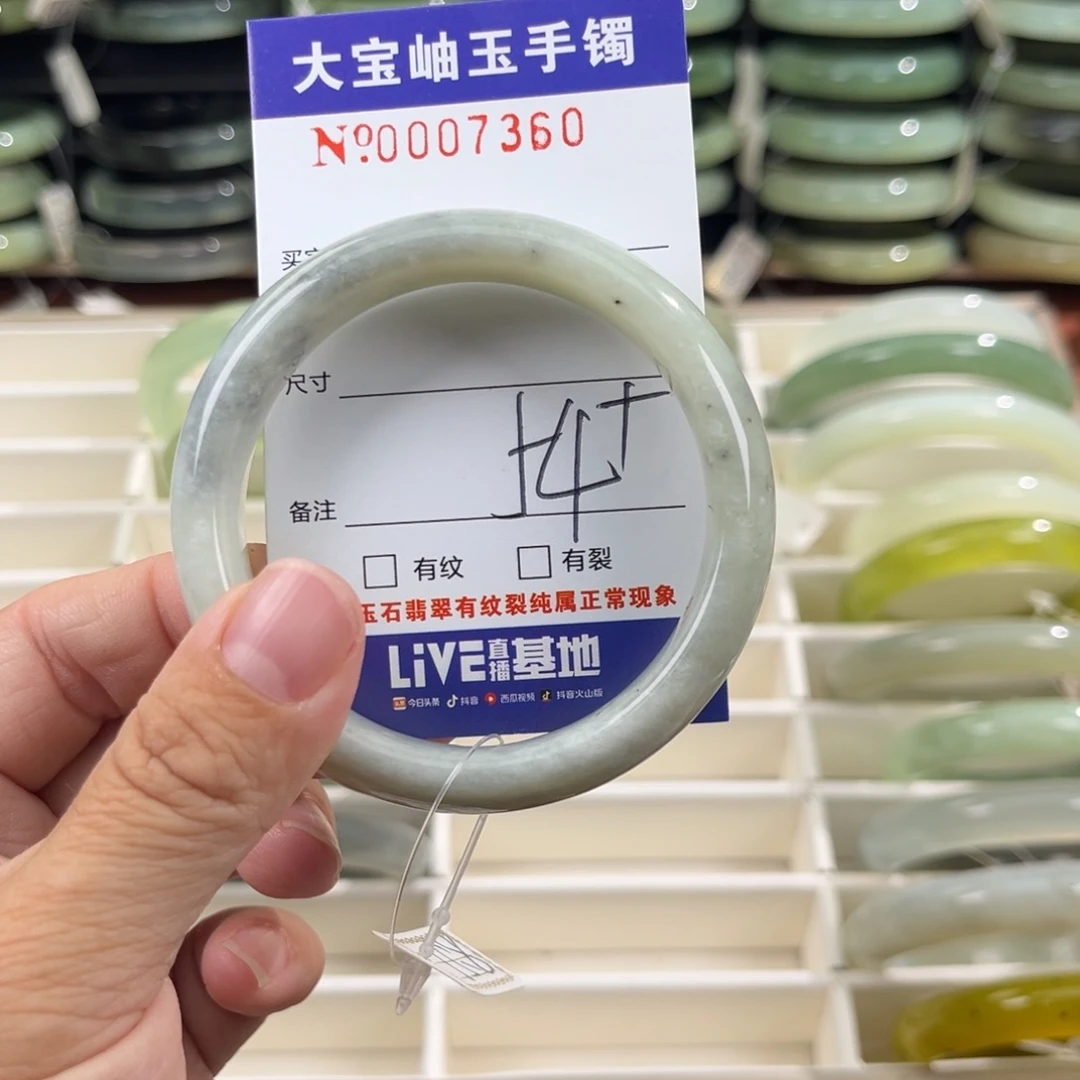 大宝岫玉手镯
Nº0007360
买
尺寸
备注
有纹 有裂
玉石翡翠有纹裂纯属正常现象
LiVE直播基地
今日头条 抖音 西瓜视频 抖音火山版